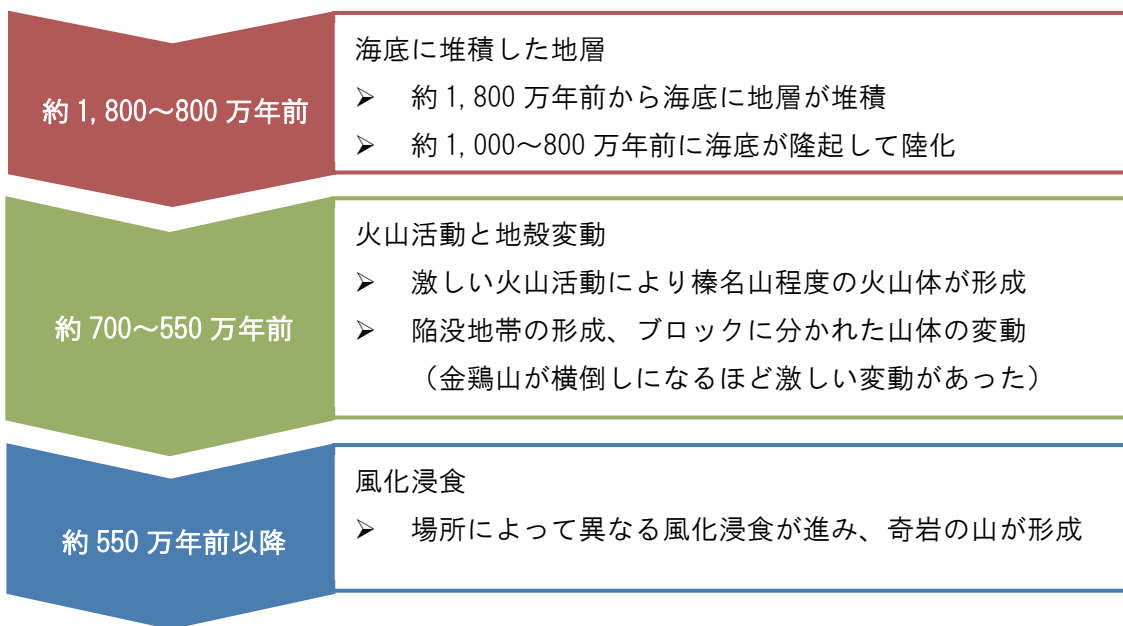 約1,800～800万年前
海底に堆積した地層
➢ 約1,800万年前から海底に地層が堆積
➢ 約1,000～800万年前に海底が隆起して陸化
約700～550万年前
火山活動と地殻変動
➢ 激しい火山活動により榛名山程度の火山体が形成
➢ 陥没地帯の形成、ブロックに分かれた山体の変動
（金鶏山が横倒しになるほど激しい変動があった）
約550万年前以降
風化浸食
➢ 場所によって異なる風化浸食が進み、奇岩の山が形成